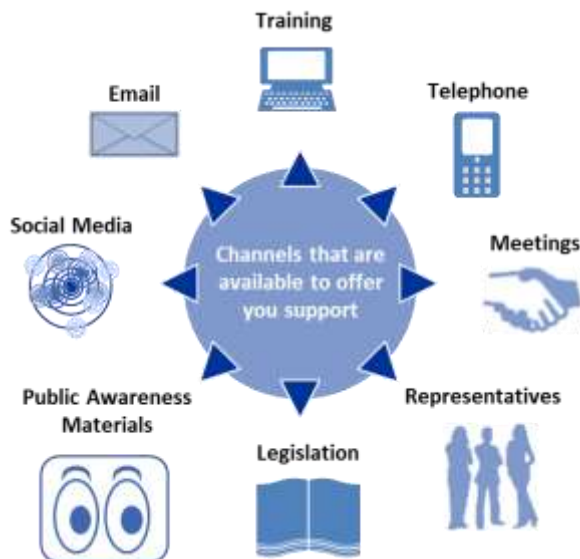 Training
Email
Telephone
Social Media
Channels that are
available to offer
you support
Meetings
Public Awareness
Materials
Representatives
Legislation